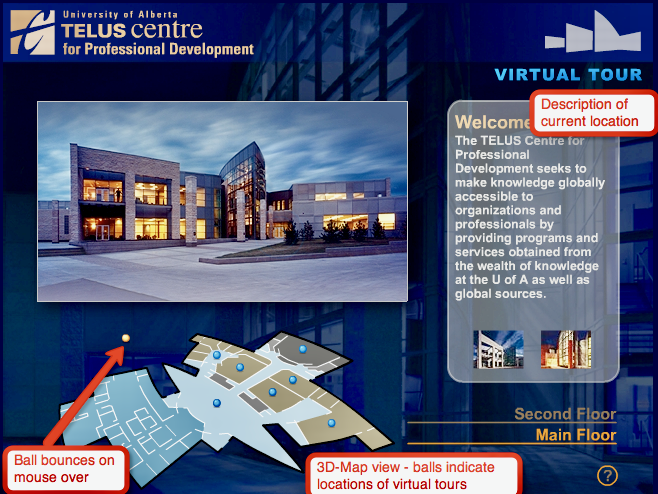 University of Alberta
TELUS centre
for Professional Development
VIRTUAL TOUR
Description of
current location
Welcome
The TELUS Centre for
Professional
Development seeks to
make knowledge globally
accessible to
organizations and
professionals by
providing programs and
services obtained from
the wealth of knowledge
at the U of A as well as
global sources.
Second Floor
Main Floor
Ball bounces on
mouse over
3D-Map view - balls indicate
locations of virtual tours
?